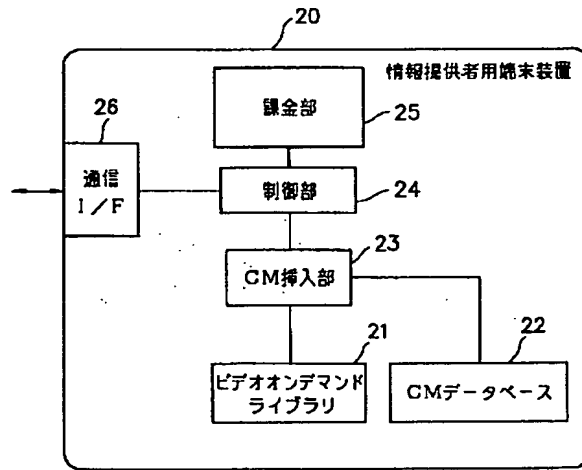 20
情報提供者用端末装置
26
課金部
25
通信
I/F
制御部
24
23
CM挿入部
21
22
ビデオオンデマンド
ライブラリ
CMデータベース